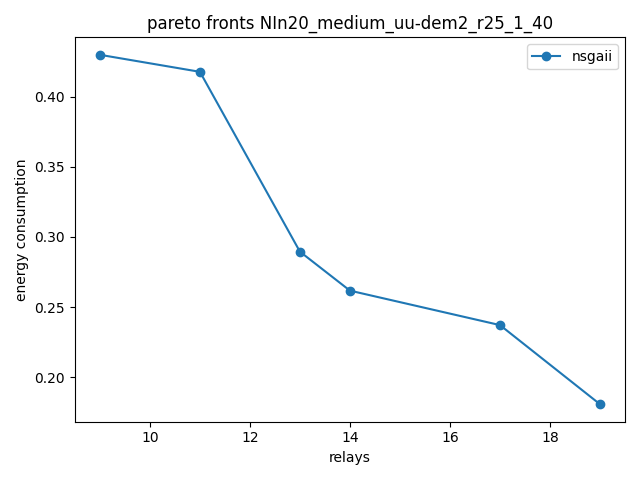 pareto fronts NIn20_medium_uu-dem2_r25_1_40
nsgaii
0.40
0.35
0.30
0.25
0.20
energy consumption
10 12 14 16 18
relays